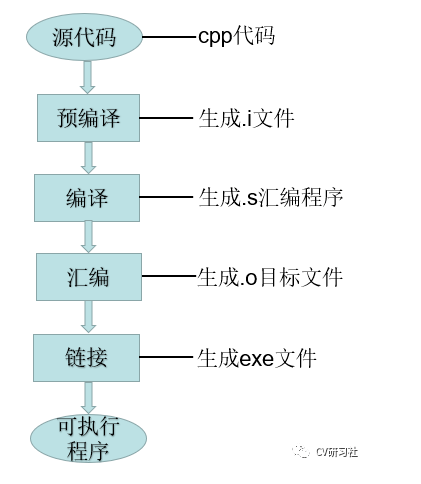 源代码
cpp代码
预编译
生成.i文件
编译
生成.s汇编程序
汇编
生成.o目标文件
链接
生成exe文件
可执行
程序
CV研习社